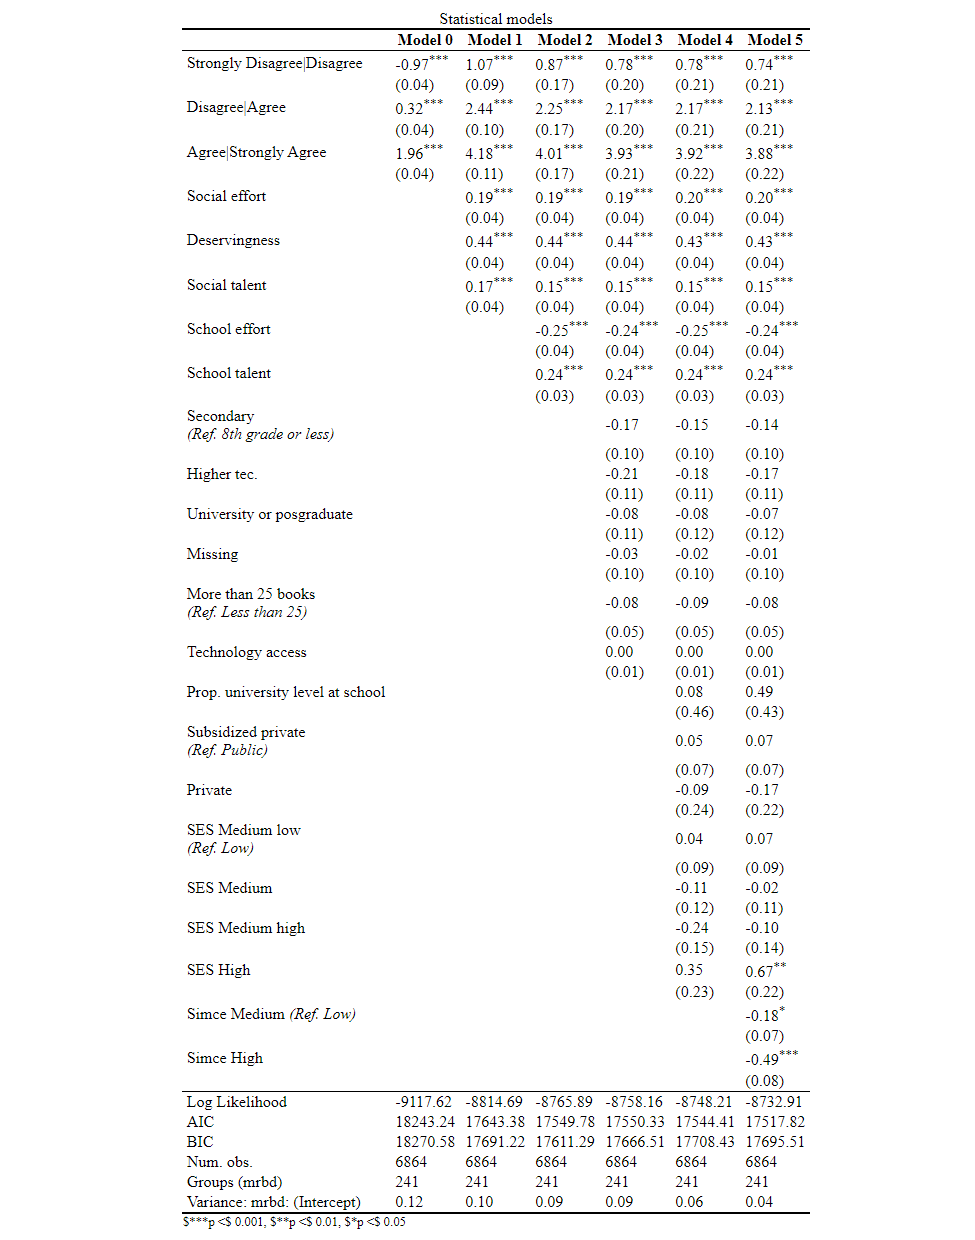 Statistical models
Model 0 Model 1 Model 2 Model 3 Model 4 Model 5
Strongly Disagree|Disagree -0.97*** 1.07*** 0.87*** 0.78*** 0.78*** 0.74***
(0.04) (0.09) (0.17) (0.20) (0.21) (0.21)
Disagree|Agree 0.32*** 2.44*** 2.25*** 2.17*** 2.17*** 2.13***
(0.04) (0.10) (0.17) (0.20) (0.21) (0.21)
Agree|Strongly Agree 1.96*** 4.18*** 4.01*** 3.93*** 3.92*** 3.88***
(0.04) (0.11) (0.17) (0.21) (0.22) (0.22)
Social effort 0.19*** 0.19*** 0.19*** 0.20*** 0.20***
(0.04) (0.04) (0.04) (0.04) (0.04)
Deservingness 0.44*** 0.44*** 0.44*** 0.43*** 0.43***
(0.04) (0.04) (0.04) (0.04) (0.04)
Social talent 0.17*** 0.15*** 0.15*** 0.15*** 0.15***
(0.04) (0.04) (0.04) (0.04) (0.04)
School effort -0.25*** -0.24*** -0.25*** -0.24***
(0.04) (0.04) (0.04) (0.04)
School talent 0.24*** 0.24*** 0.24*** 0.24***
(0.03) (0.03) (0.03) (0.03)
Secondary
(Ref. 8th grade or less) -0.17 -0.15 -0.14
(0.10) (0.10) (0.10)
Higher tec. -0.21 -0.18 -0.17
(0.11) (0.11) (0.11)
University or posgraduate -0.08 -0.08 -0.07
(0.11) (0.12) (0.12)
Missing -0.03 -0.02 -0.01
(0.10) (0.10) (0.10)
More than 25 books
(Ref. Less than 25) -0.08 -0.09 -0.08
(0.05) (0.05) (0.05)
Technology access 0.00 0.00 0.00
(0.01) (0.01) (0.01)
Prop. university level at school 0.08 0.49
(0.46) (0.43)
Subsidized private
(Ref. Public) 0.05 0.07
(0.07) (0.07)
Private -0.09 -0.17
(0.24) (0.22)
SES Medium low
(Ref. Low) 0.04 0.07
(0.09) (0.09)
SES Medium -0.11 -0.02
(0.12) (0.11)
SES Medium high -0.24 -0.10
(0.15) (0.14)
SES High 0.35 0.67**
(0.23) (0.22)
Simce Medium (Ref. Low) -0.18*
(0.07)
Simce High -0.49***
(0.08)
Log Likelihood -9117.62 -8814.69 -8765.89 -8758.16 -8748.21 -8732.91
AIC 18243.24 17643.38 17549.78 17550.33 17544.41 17517.82
BIC 18270.58 17691.22 17611.29 17666.51 17708.43 17695.51
Num. obs. 6864 6864 6864 6864 6864 6864
Groups (mrbd) 241 241 241 241 241 241
Variance: mrbd: (Intercept) 0.12 0.10 0.09 0.09 0.06 0.04
$***p <$ 0.001, $**p <$ 0.01, $*p <$ 0.05